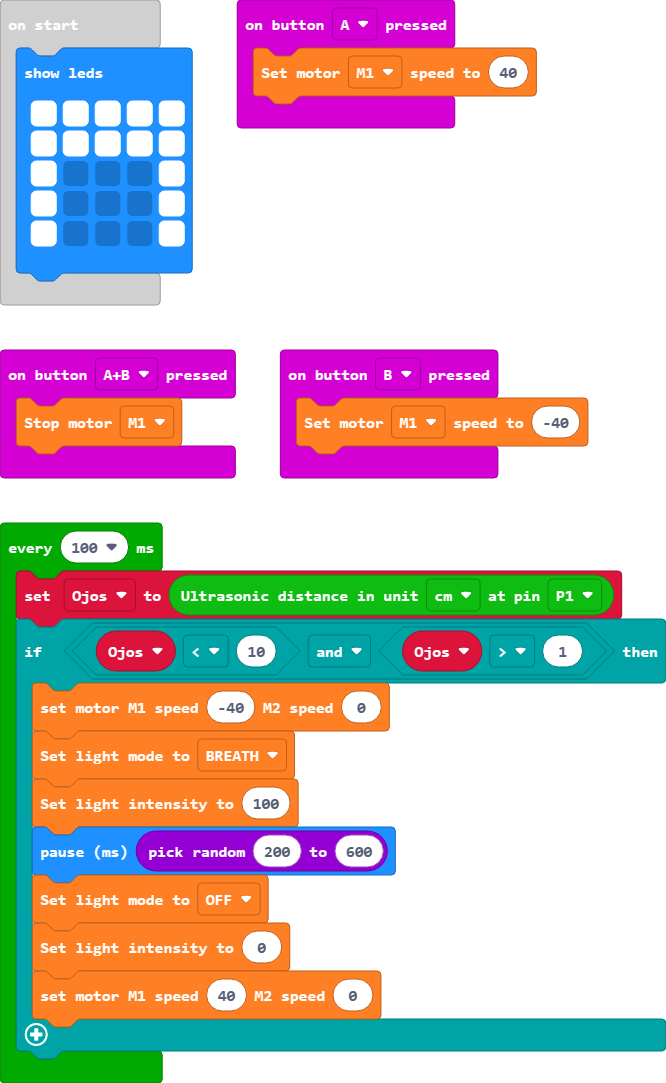 on start
show leds
on button A pressed
Set motor M1 speed to 40
on button A+B pressed
Stop motor M1
on button B pressed
Set motor M1 speed to -40
every 100 ms
set Ojos to Ultrasonic distance in unit cm at pin P1
if Ojos < 10 and Ojos > 1 then
set motor M1 speed -40 M2 speed 0
Set light mode to BREATH
Set light intensity to 100
pause (ms) pick random 200 to 600
Set light mode to OFF
Set light intensity to 0
set motor M1 speed 40 M2 speed 0